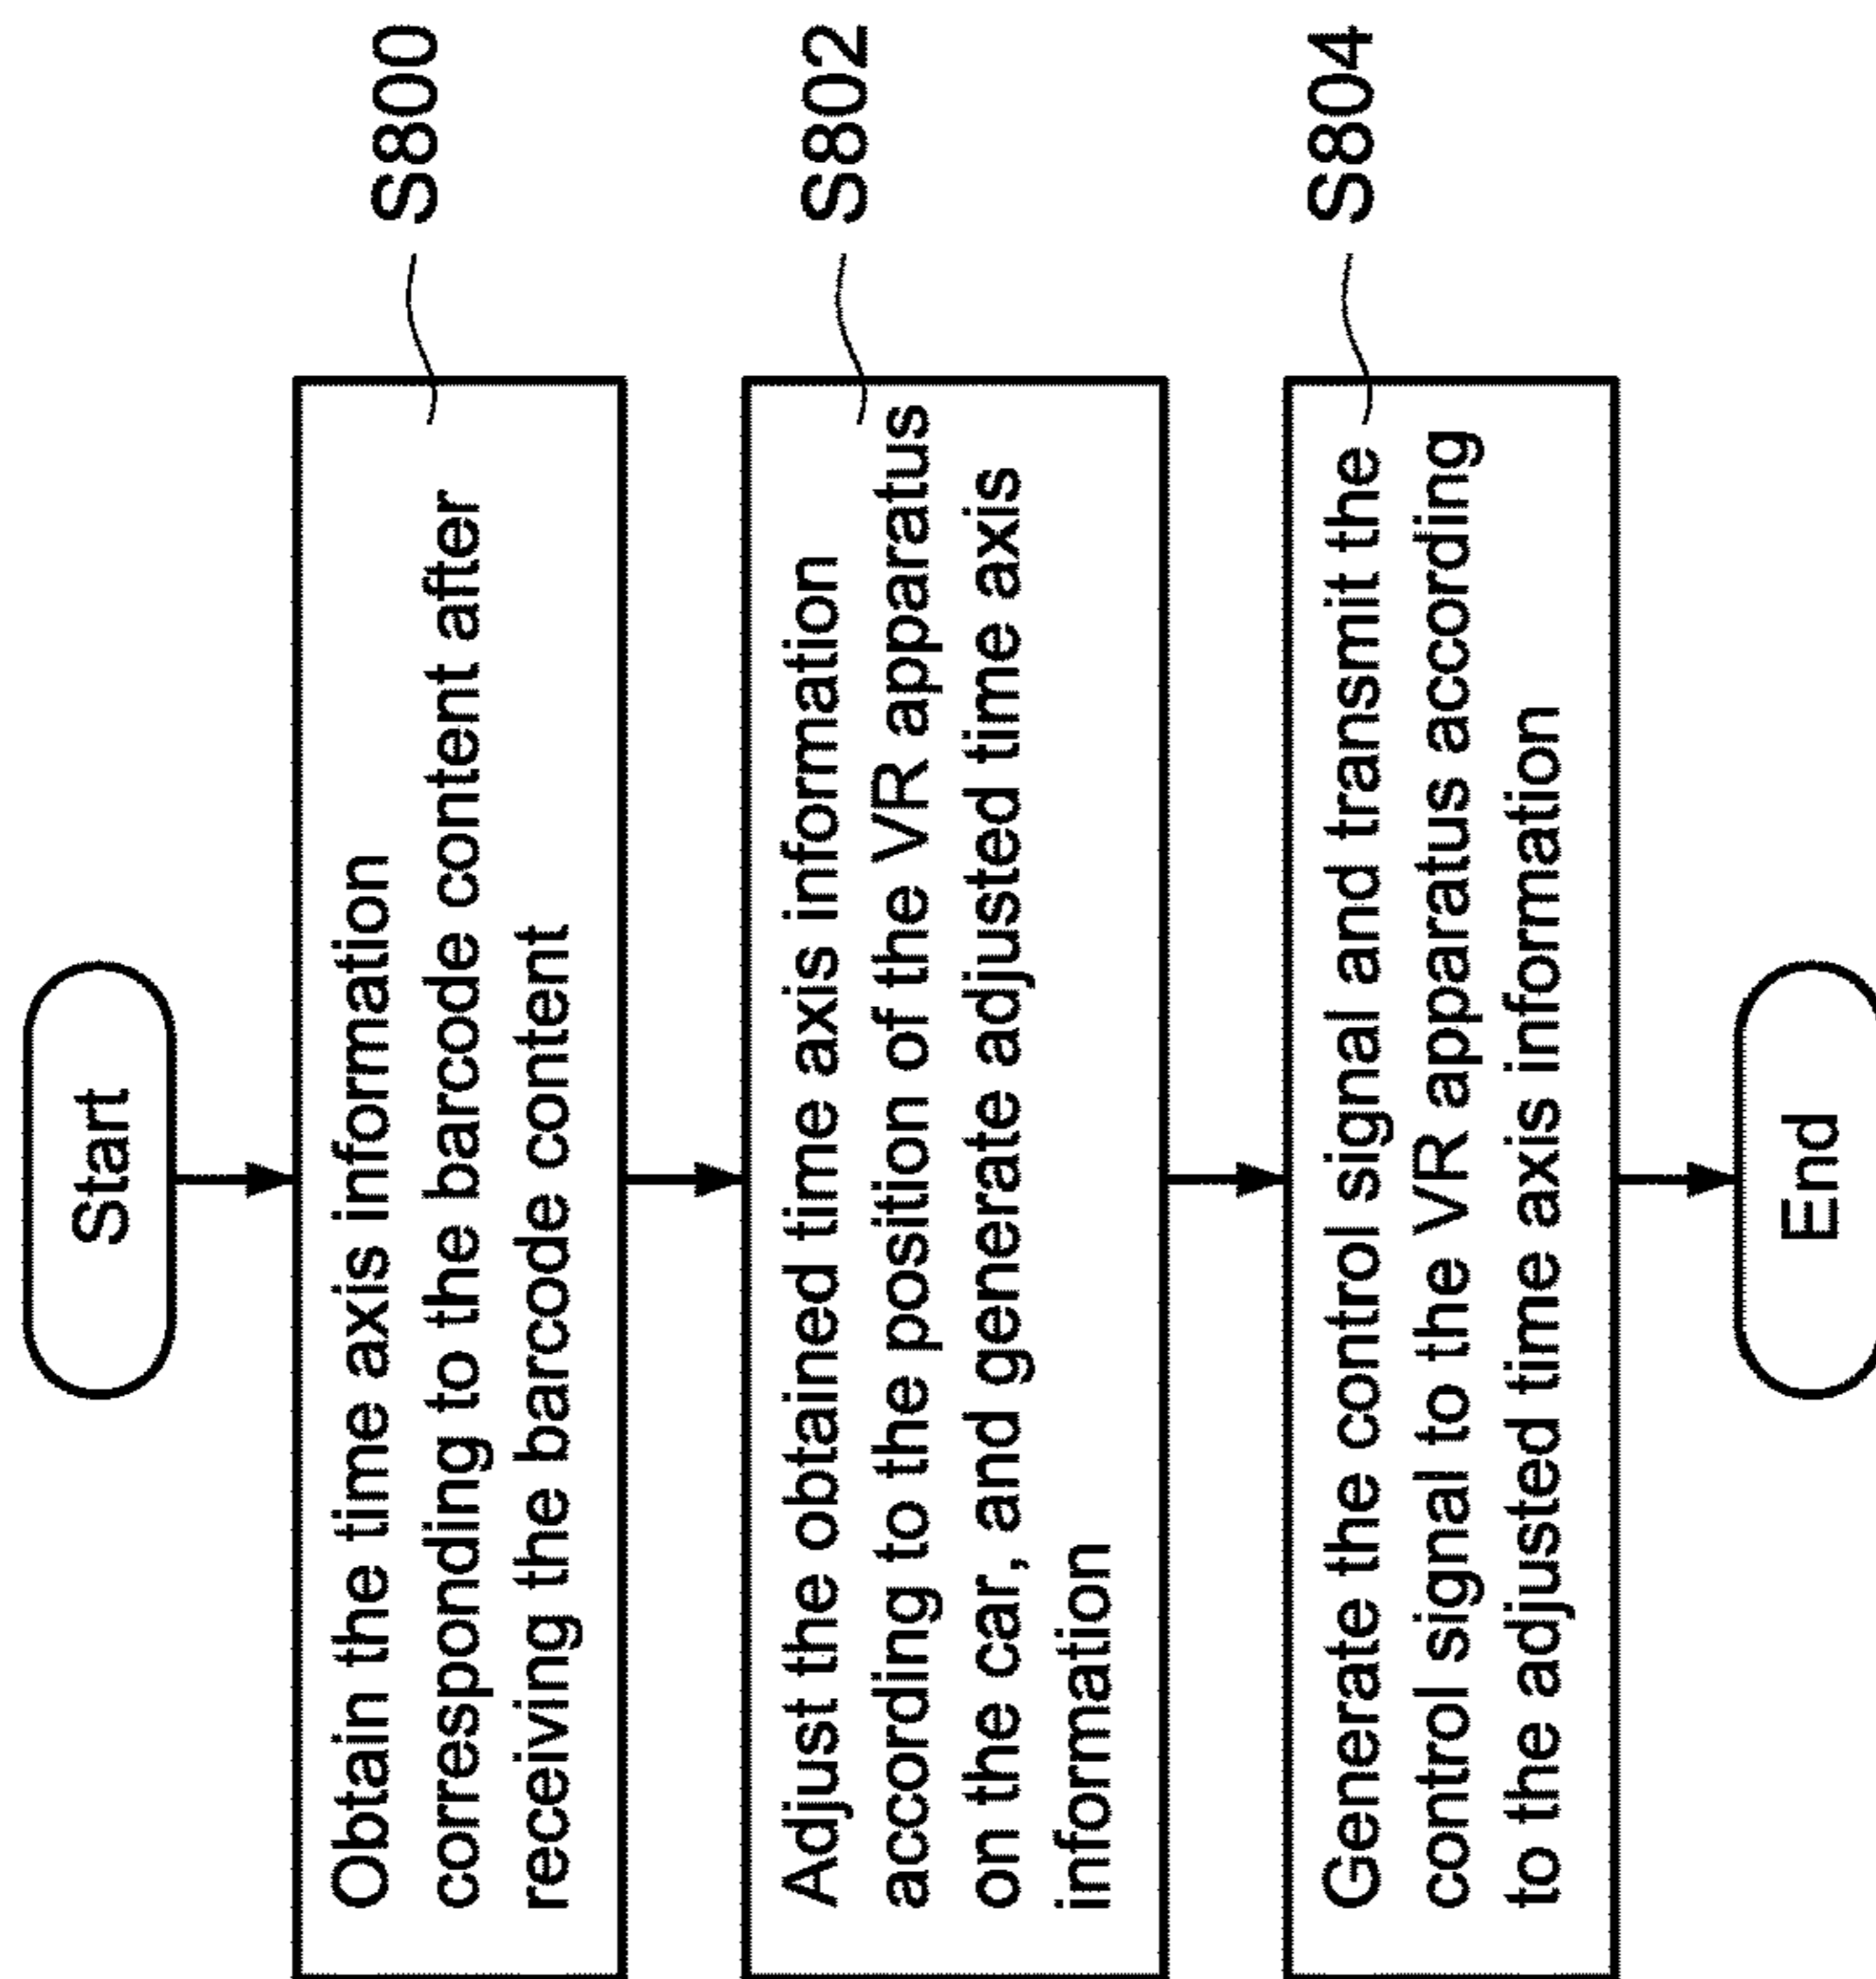 Start
Obtain the time axis information
corresponding to the barcode content after
receiving the barcode content
S800
Adjust the obtained time axis information
according to the position of the VR apparatus
on the car, and generate adjusted time axis
information
S802
Generate the control signal and transmit the
control signal to the VR apparatus according
to the adjusted time axis information
S804
End